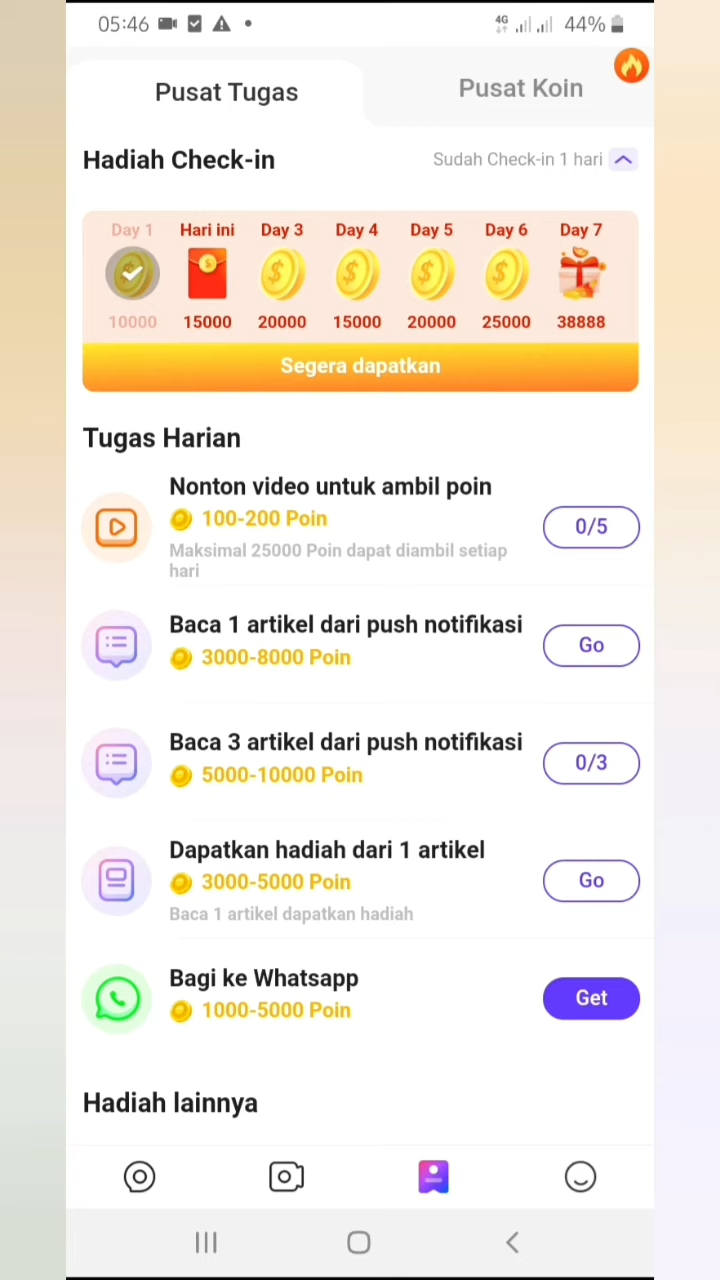 05:46
4G
44%
Pusat Tugas
Pusat Koin
Hadiah Check-in
Sudah Check-in 1 hari
Day 1 Hari ini Day 3 Day 4 Day 5 Day 6 Day 7
10000 15000 20000 15000 20000 25000 38888
Segera dapatkan
Tugas Harian
Nonton video untuk ambil poin
100-200 Poin
Maksimal 25000 Poin dapat diambil setiap
hari
0/5
Baca 1 artikel dari push notifikasi
3000-8000 Poin
Go
Baca 3 artikel dari push notifikasi
5000-10000 Poin
0/3
Dapatkan hadiah dari 1 artikel
3000-5000 Poin
Baca 1 artikel dapatkan hadiah
Go
Bagi ke Whatsapp
1000-5000 Poin
Get
Hadiah lainnya